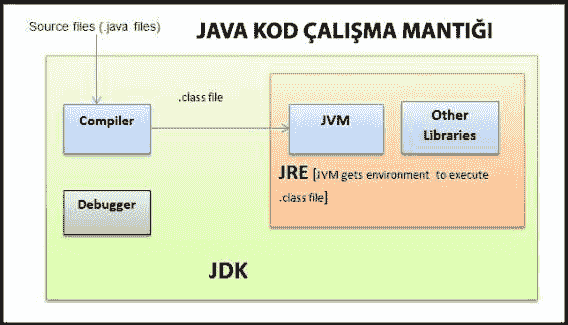 Source files (.java files)
JAVA KOD ÇALIŞMA MANTIĞI
.class file
Compiler
JVM
Other
Libraries
JRE [JVM gets environment to execute
.class file]
Debugger
JDK